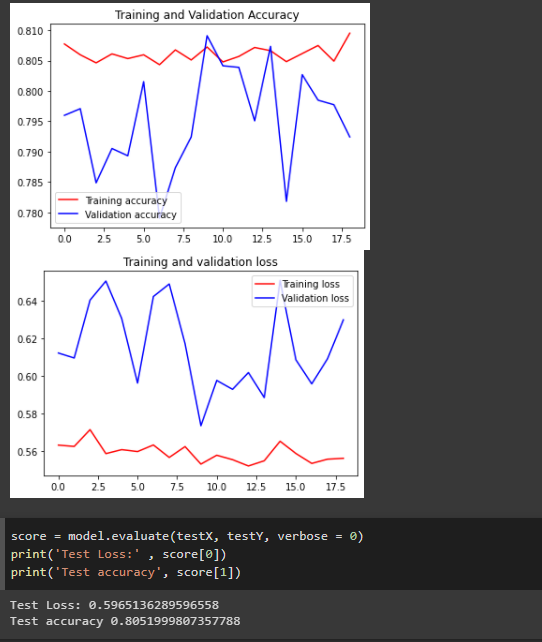 Training and Validation Accuracy
0.810
0.805
0.800
0.795
0.790
0.785
0.780
Training accuracy
Validation accuracy
0.0 2.5 5.0 7.5 10.0 12.5 15.0 17.5
Training and validation loss
Training loss
Validation loss
0.64
0.62
0.60
0.58
0.56
0.0 2.5 5.0 7.5 10.0 12.5 15.0 17.5
score = model.evaluate(testX, testY, verbose = 0)
print('Test Loss:' , score[0])
print('Test accuracy', score[1])
Test Loss: 0.5965136289596558
Test accuracy 0.8051999807357788